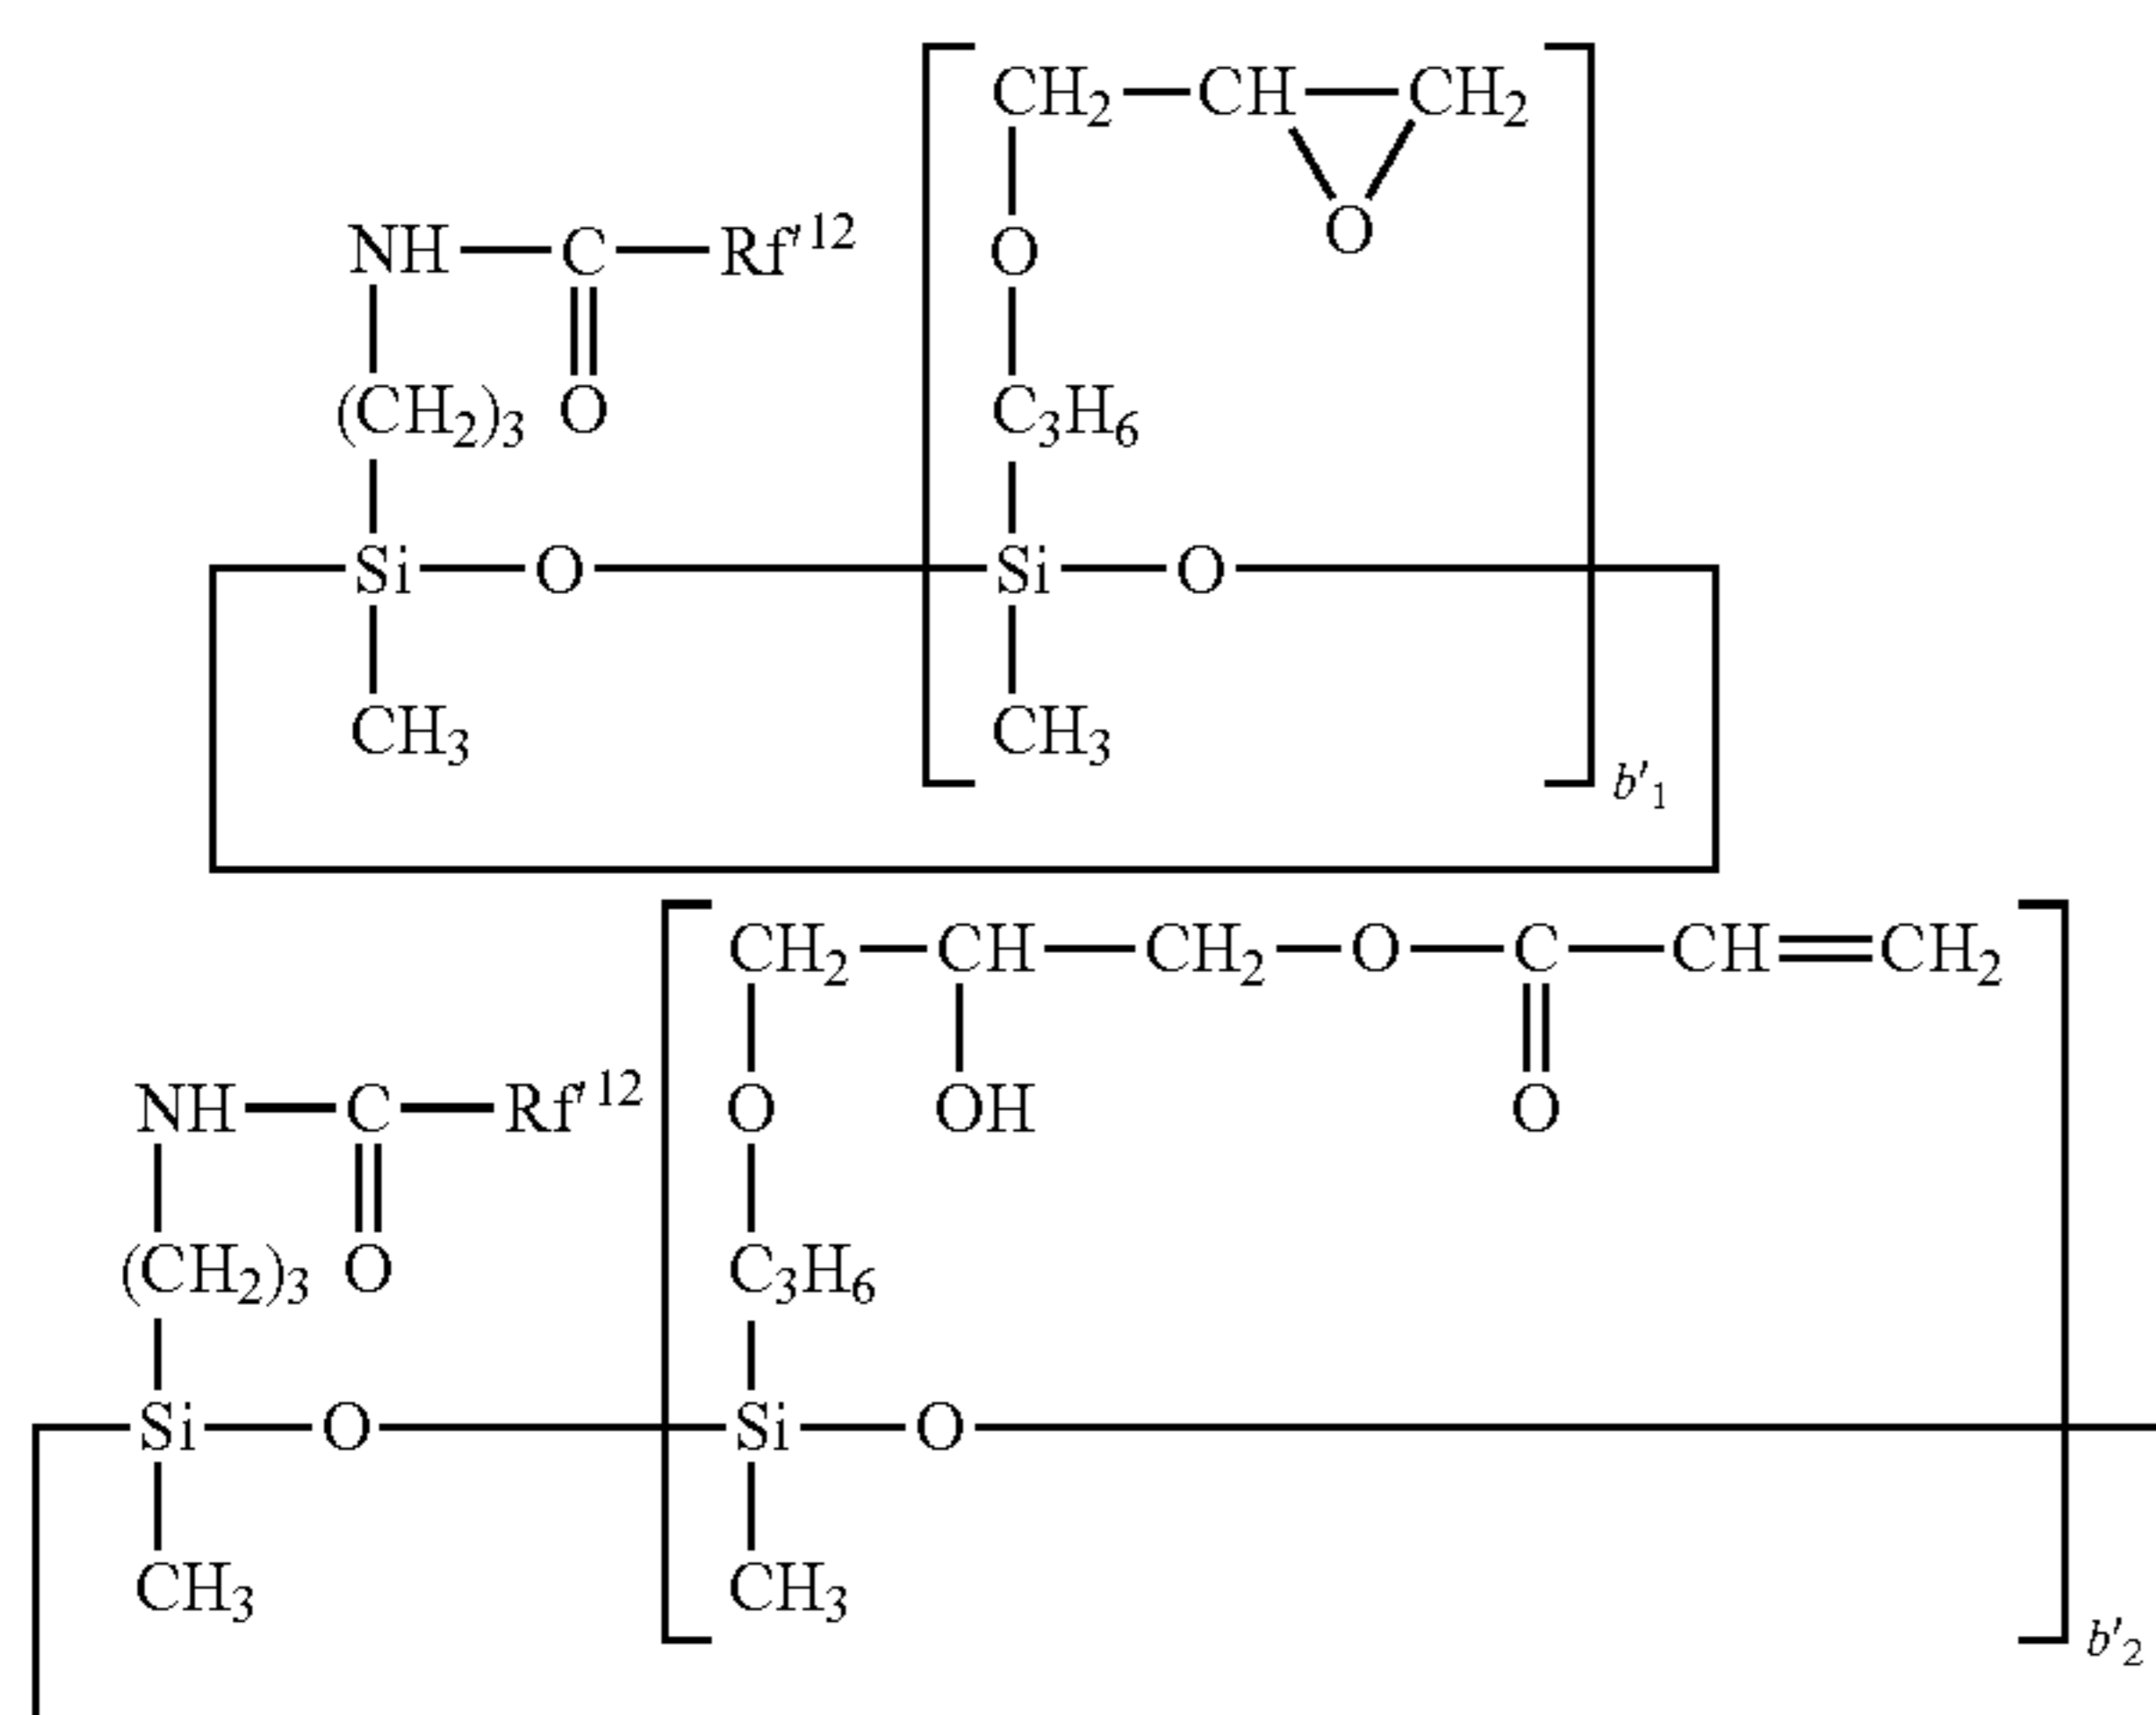 CH₂—CH—CH₂
NH—C—Rf'¹² O O
(CH₂)₃ O C₃H₆
Si—O—Si—O
CH₃ CH₃
b'₁
CH₂—CH—CH₂—O—C—CH=CH₂
NH—C—Rf'¹² O OH O
(CH₂)₃ O C₃H₆
Si—O—Si—O
CH₃ CH₃
b'₂